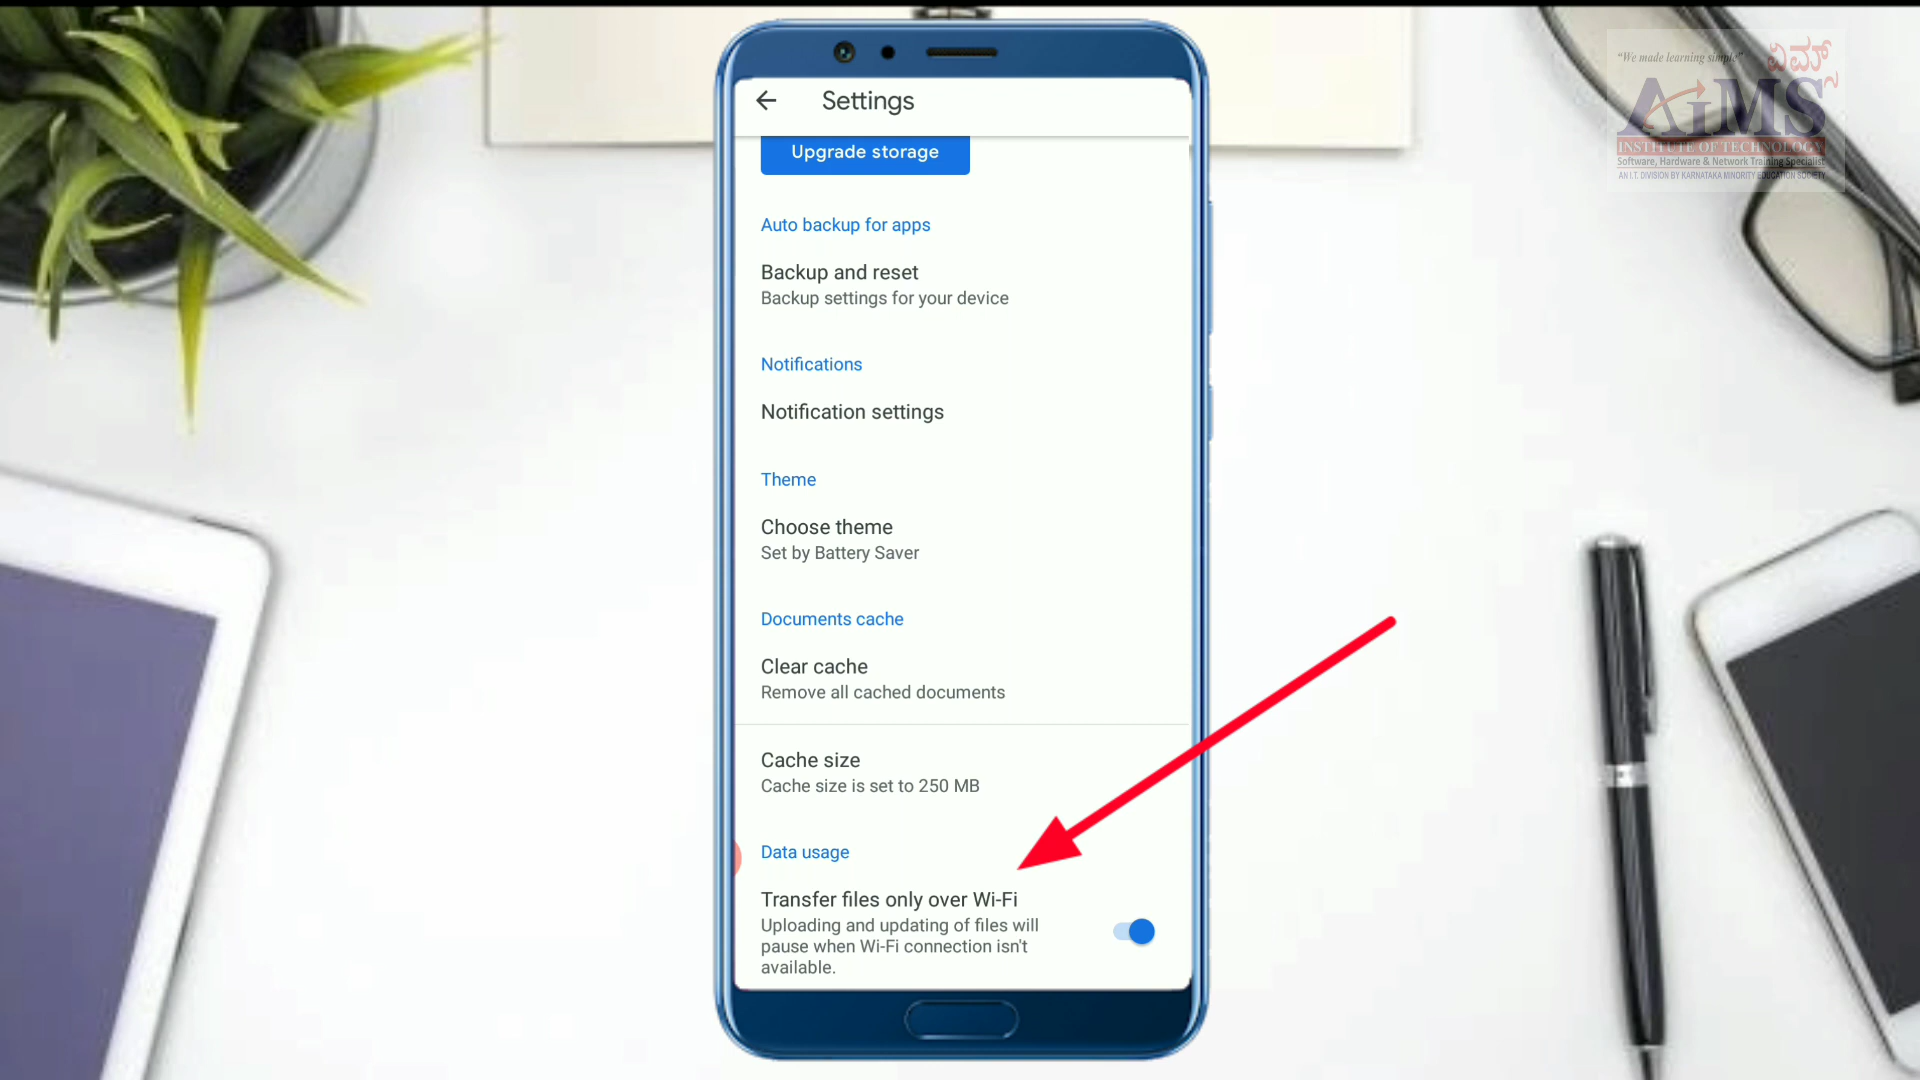 Settings
Upgrade storage
Auto backup for apps
Backup and reset
Backup settings for your device
Notifications
Notification settings
Theme
Choose theme
Set by Battery Saver
Documents cache
Clear cache
Remove all cached documents
Cache size
Cache size is set to 250 MB
Data usage
Transfer files only over Wi-Fi
Uploading and updating of files will
pause when Wi-Fi connection isn't
available.
"We made learning simple"
ಏಮ್ಸ್
AiMS
INSTITUTE OF TECHNOLOGY
Software, Hardware & Network Training Specialist
AN I.T. DIVISION BY KARNATAKA MINORITY EDUCATION SOCIETY